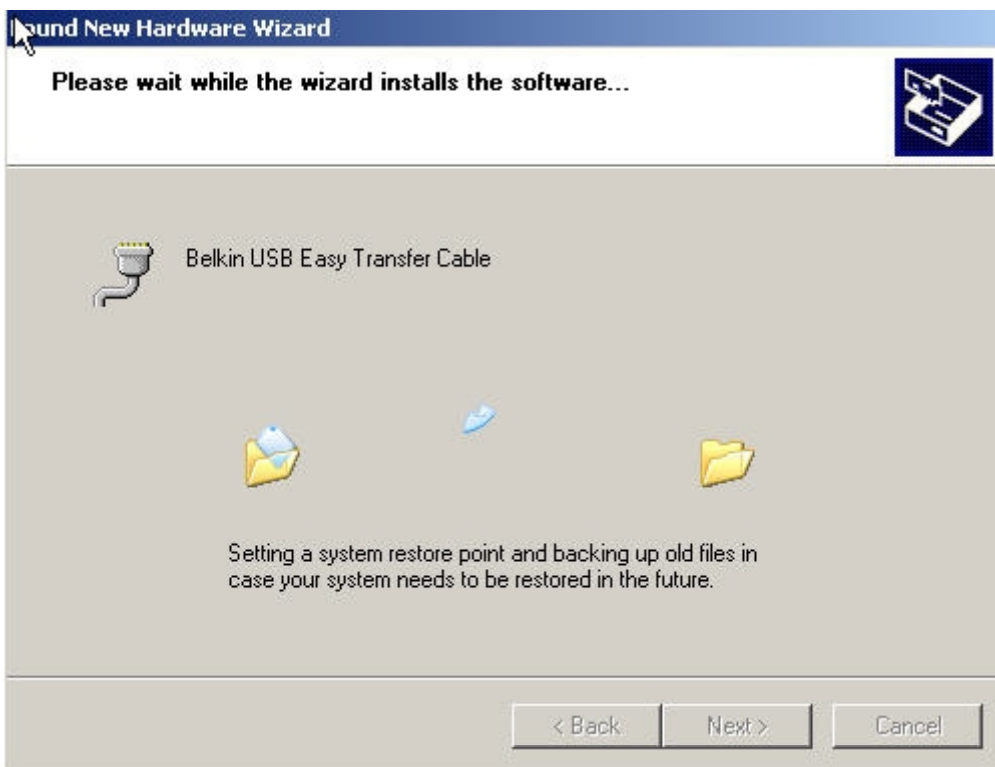 Found New Hardware Wizard
Please wait while the wizard installs the software...
Belkin USB Easy Transfer Cable
Setting a system restore point and backing up old files in
case your system needs to be restored in the future.
< Back
Next >
Cancel